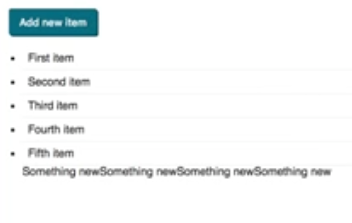 Add new item
First item
Second item
Third item
Fourth item
Fifth item
Something newSomething newSomething newSomething new